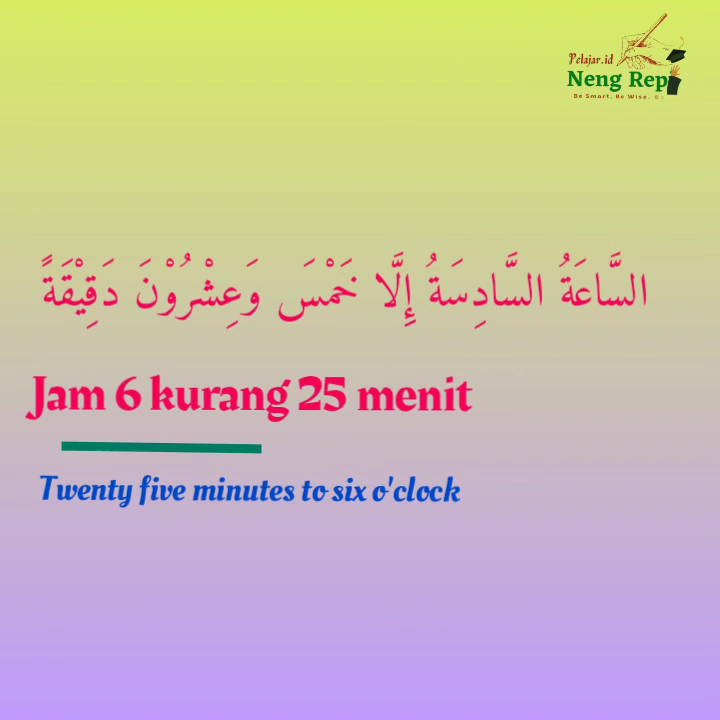 Pelajar.id
Neng Rep
Be Smart, Be Wise,
السَّاعَةُ السَّادِسَةُ إِلَّا خَمْسَ وَعِشْرُوْنَ دَقِيْقَةً
Jam 6 kurang 25 menit
Twenty five minutes to six o'clock